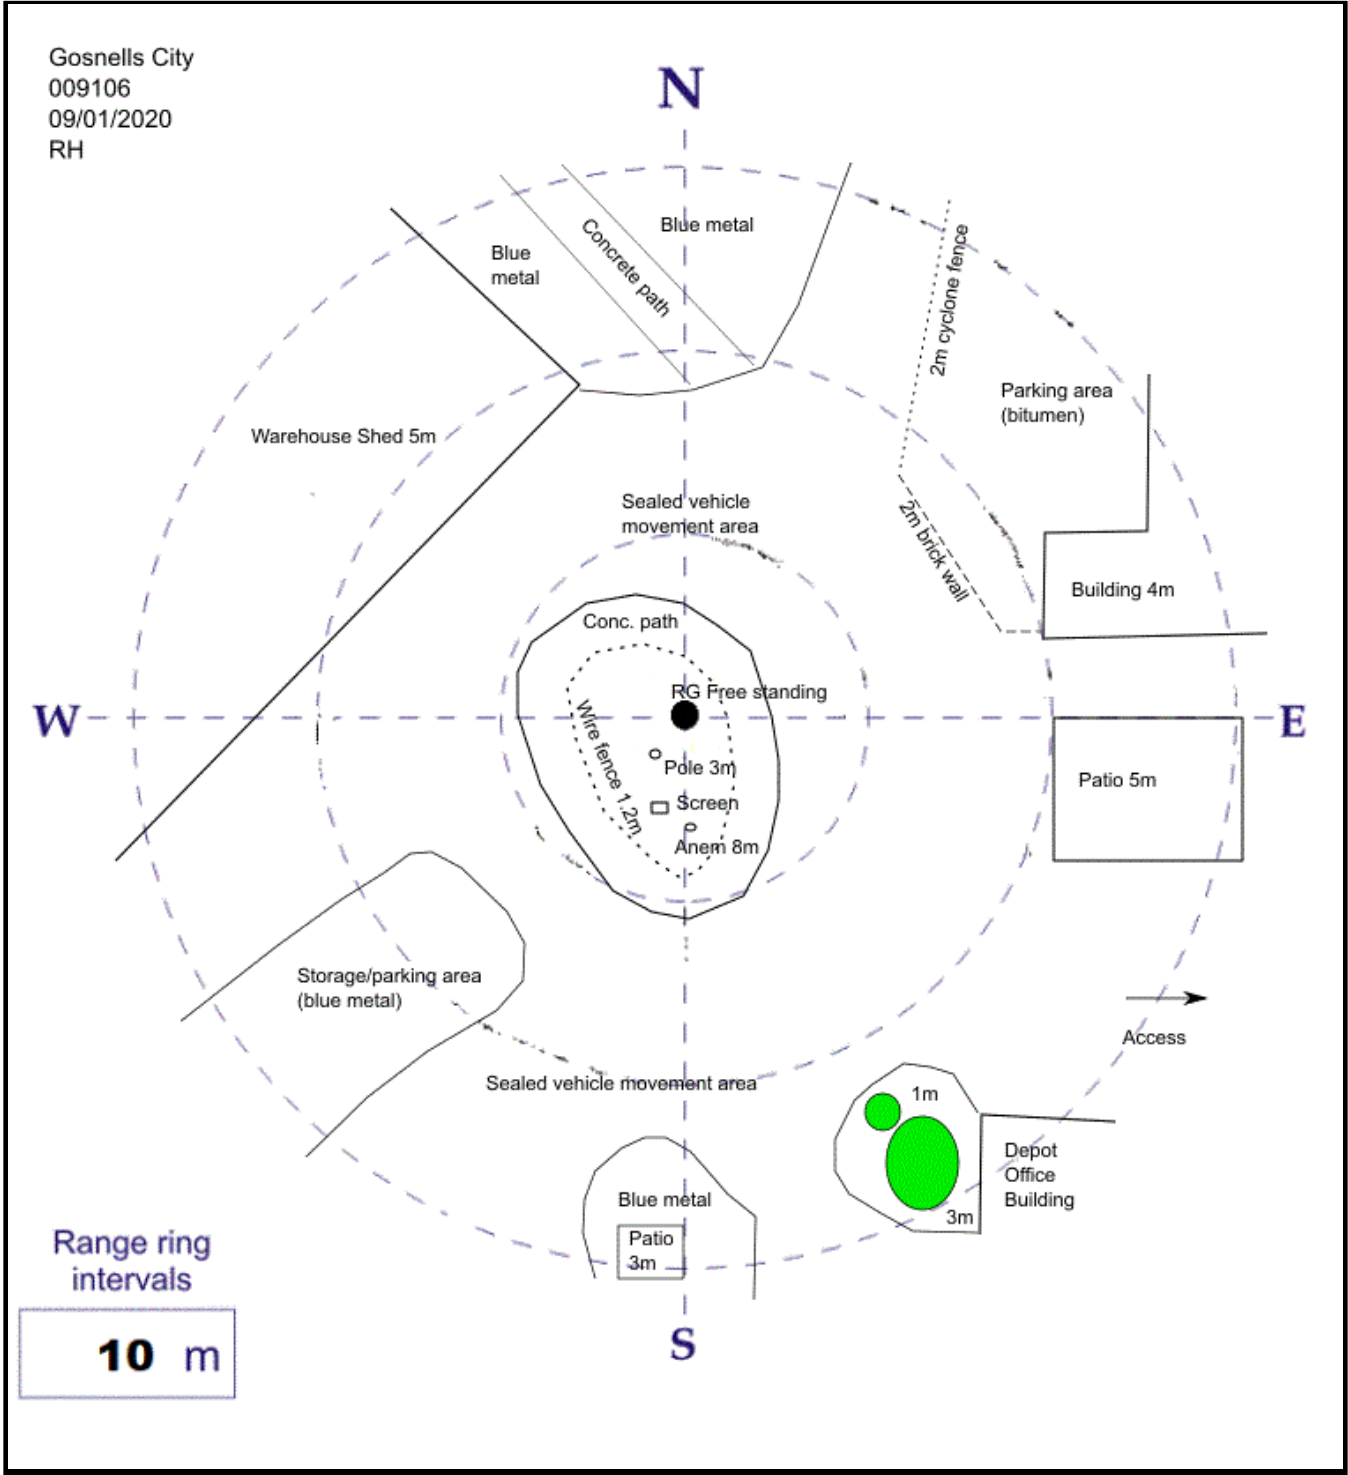 Gosnells City
009106
09/01/2020
RH
N
Blue metal
Blue
metal
Concrete path
2m cyclone fence
Parking area
(bitumen)
Warehouse Shed 5m
Sealed vehicle
movement area
2m brick wall
Building 4m
Conc. path
RG Free standing
W
E
Wire fence 1.2m
Pole 3m
Patio 5m
Screen
Anem 8m
Storage/parking area
(blue metal)
Access
Sealed vehicle movement area
1m
Depot
Office
Building
3m
Blue metal
Patio
3m
Range ring
intervals
10 m
S